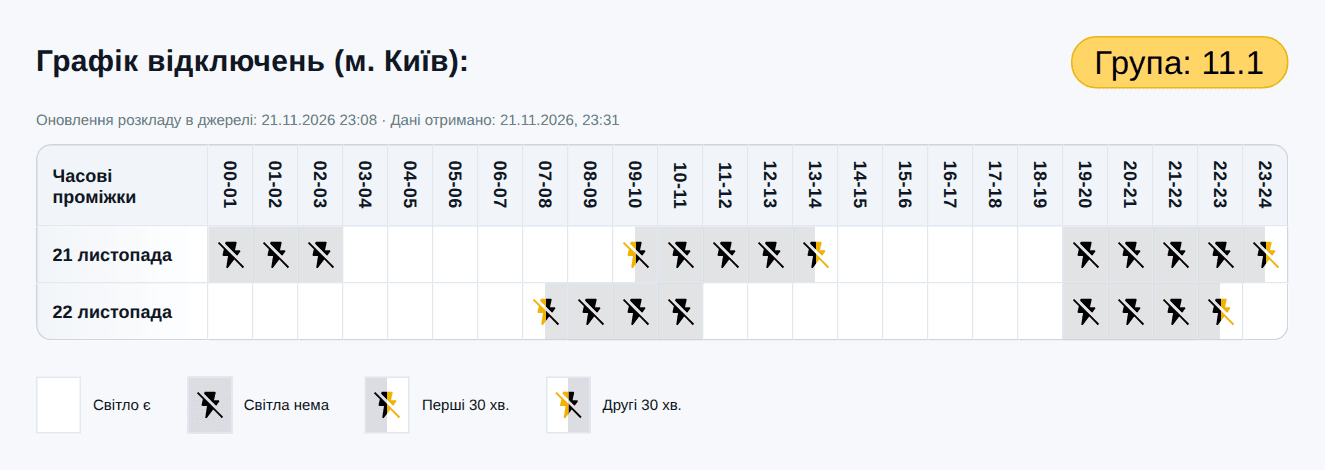 Графік відключень (м. Київ):
Група: 11.1
Оновлення розкладу в джерелі: 21.11.2026 23:08 · Дані отримано: 21.11.2026, 23:31
Часові проміжки
00-01 01-02 02-03 03-04 04-05 05-06 06-07 07-08 08-09 09-10 10-11 11-12 12-13 13-14 14-15 15-16 16-17 17-18 18-19 19-20 20-21 21-22 22-23 23-24
21 листопада
22 листопада
Світло є
Світла нема
Перші 30 хв.
Другі 30 хв.